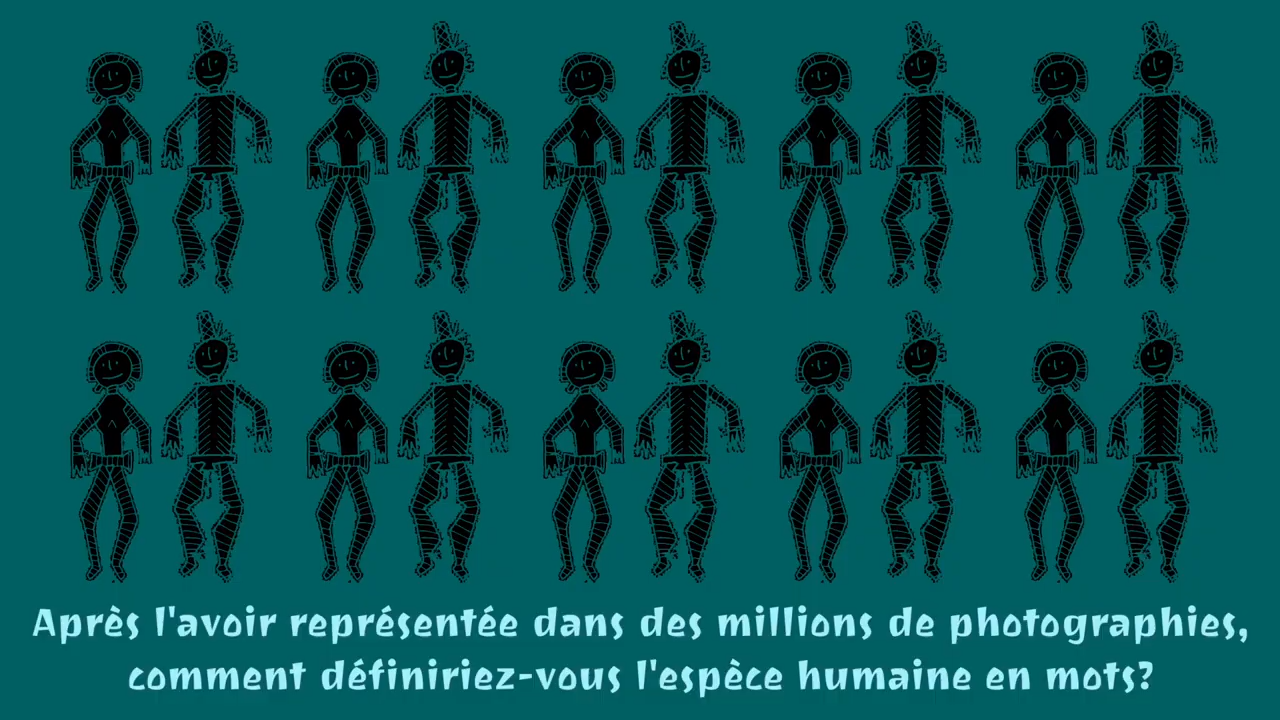 Après l'avoir représentée dans des millions de photographies,
comment définiriez-vous l'espèce humaine en mots?